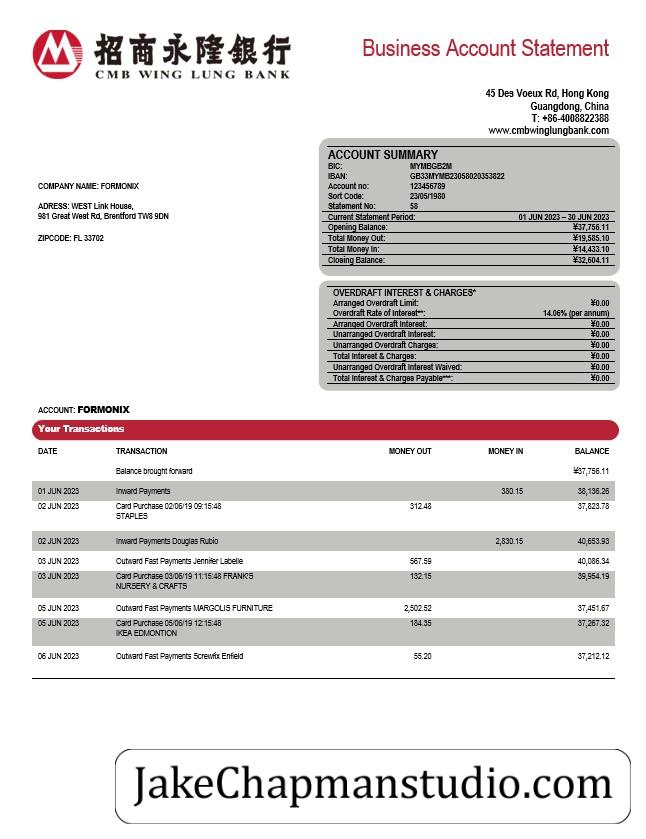 招商永隆銀行
CMB WING LUNG BANK
Business Account Statement
45 Des Voeux Rd, Hong Kong
Guangdong, China
T: +86-4008822388
www.cmbwinglungbank.com
COMPANY NAME: FORMONIX
ADRESS: WEST Link House,
981 Great West Rd, Brentford TW8 9DN
ZIPCODE: FL 33702
ACCOUNT SUMMARY
BIC: MYMBGB2M
IBAN: GB33MYMB23058020353822
Account no: 123456789
Sort Code: 23/05/1980
Statement No: 58
Current Statement Period: 01 JUN 2023 – 30 JUN 2023
Opening Balance: ¥37,756.11
Total Money Out: ¥19,585.10
Total Money In: ¥14,433.10
Closing Balance: ¥32,604.11
OVERDRAFT INTEREST & CHARGES*
Arranged Overdraft Limit: ¥0.00
Overdraft Rate of Interest**: 14.06% (per annum)
Arranged Overdraft Interest: ¥0.00
Unarranged Overdraft Interest: ¥0.00
Unarranged Overdraft Charges: ¥0.00
Total Interest & Charges: ¥0.00
Unarranged Overdraft Interest Waived: ¥0.00
Total Interest & Charges Payable***: ¥0.00
ACCOUNT: FORMONIX
Your Transactions
DATE TRANSACTION MONEY OUT MONEY IN BALANCE
Balance brought forward ¥37,756.11
01 JUN 2023 Inward Payments 380.15 38,136.26
02 JUN 2023 Card Purchase 02/06/19 09:15:48 312.48 37,823.78
STAPLES
02 JUN 2023 Inward Payments Douglas Rubio 2,830.15 40,653.93
03 JUN 2023 Outward Fast Payments Jennifer Labelle 567.59 40,086.34
03 JUN 2023 Card Purchase 03/06/19 11:15:48 FRANK'S 132.15 39,954.19
NURSERY & CRAFTS
05 JUN 2023 Outward Fast Payments MARGOLIS FURNITURE 2,502.52 37,451.67
05 JUN 2023 Card Purchase 05/06/19 12:15:48 184.35 37,267.32
IKEA EDMONTION
06 JUN 2023 Outward Fast Payments Screwfix Enfield 55.20 37,212.12
JakeChapmanstudio.com